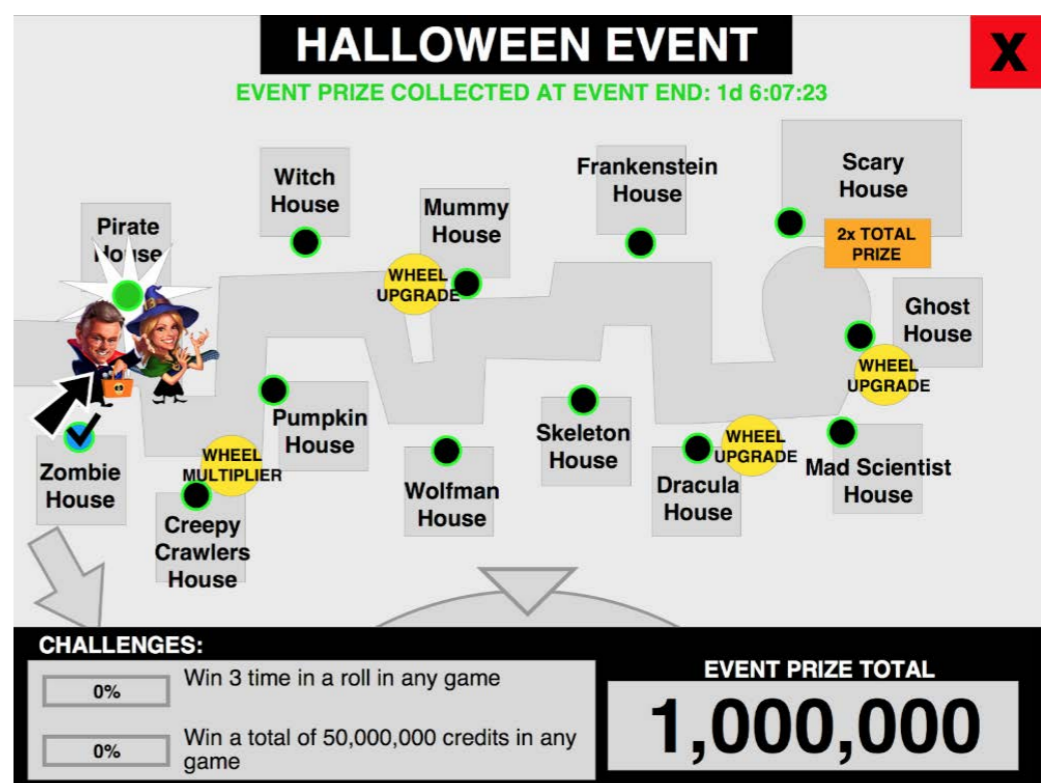 HALLOWEEN EVENT
X
EVENT PRIZE COLLECTED AT EVENT END: 1d 6:07:23
Witch
House
Frankenstein
House
Scary
House
Mummy
House
Pirate
House
2x TOTAL
PRIZE
WHEEL
UPGRADE
Ghost
House
WHEEL
UPGRADE
Pumpkin
House
Skeleton
House
WHEEL
UPGRADE
Zombie
House
WHEEL
MULTIPLIER
Wolfman
House
Dracula
House
Mad Scientist
House
Creepy
Crawlers
House
CHALLENGES:
0%
Win 3 time in a roll in any game
0%
Win a total of 50,000,000 credits in any
game
EVENT PRIZE TOTAL
1,000,000